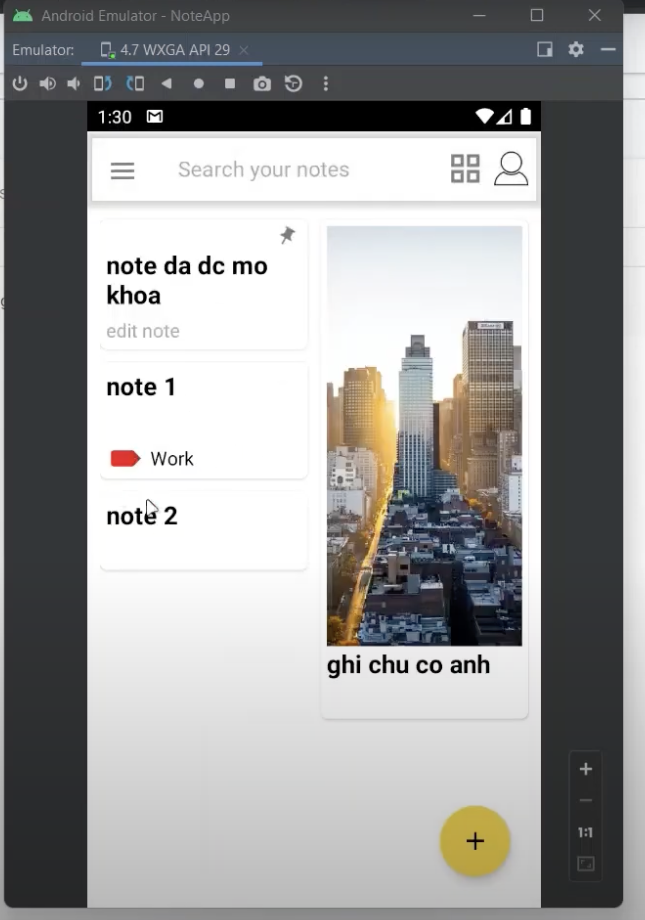 Android Emulator - NoteApp
Emulator:
4.7 WXGA API 29
1:30
Search your notes
note da dc mo
khoa
edit note
note 1
Work
note 2
ghi chu co anh
1:1